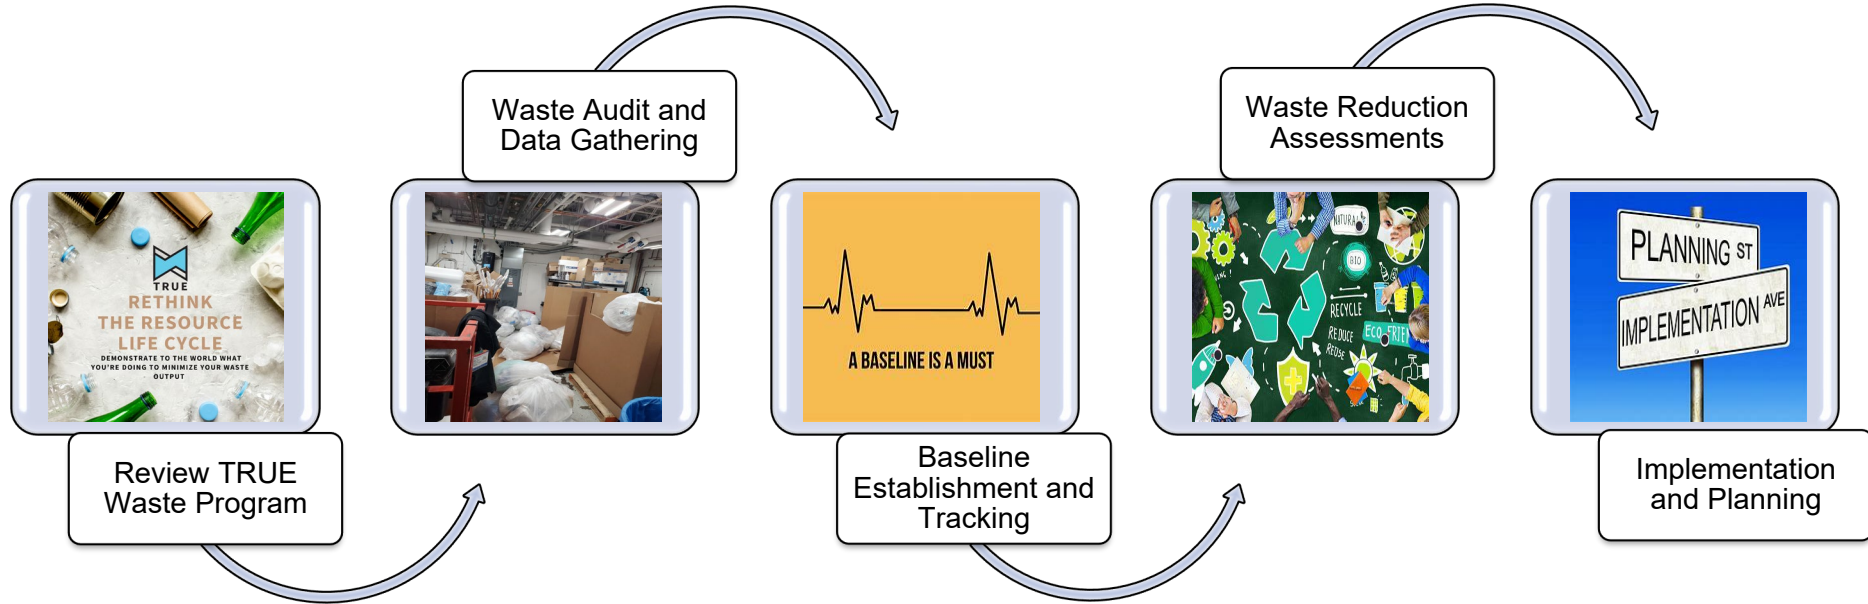 Waste Audit and
Data Gathering
Waste Reduction
Assessments
TRUE
RETHINK
THE RESOURCE
LIFE CYCLE
DEMONSTRATE TO THE WORLD WHAT
YOU'RE DOING TO MINIMIZE YOUR WASTE
OUTPUT
A BASELINE IS A MUST
NATURAL
BIO
RECYCLE
REDUCE
REUSE
PLANNING ST
IMPLEMENTATION AVE
Review TRUE
Waste Program
Baseline
Establishment and
Tracking
Implementation
and Planning